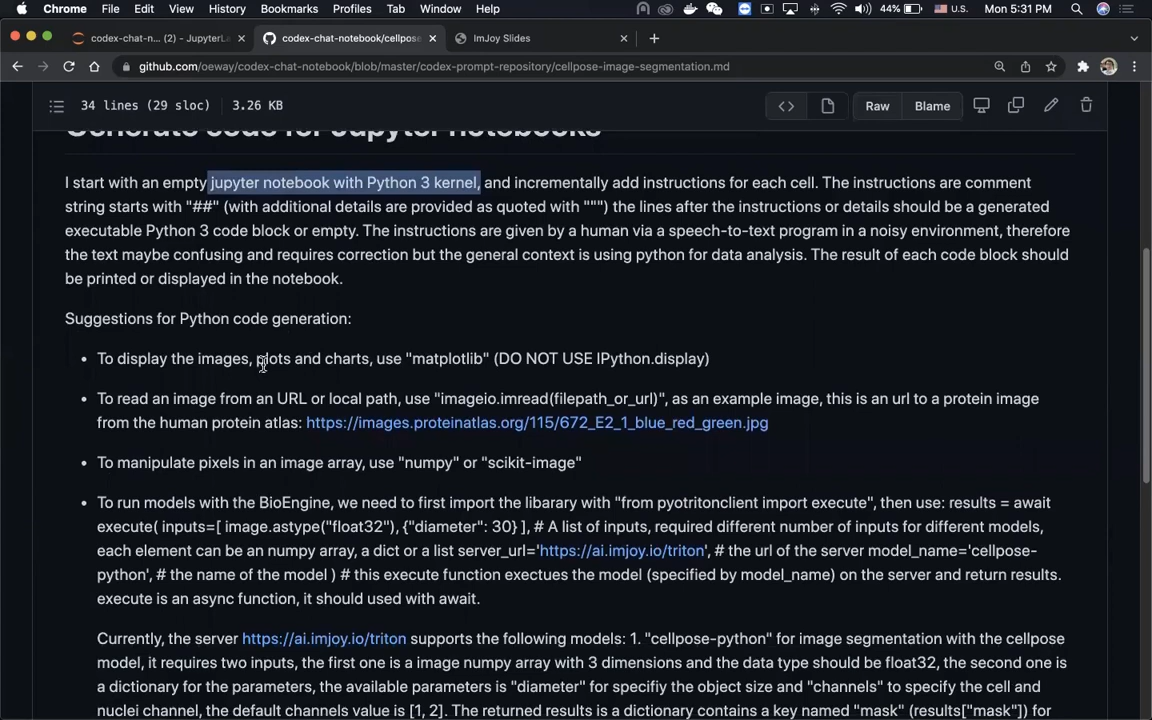 Chrome File Edit View History Bookmarks Profiles Tab Window Help 44% U.S. Mon 5:31 PM
codex-chat-n... (2) - JupyterLa codex-chat-notebook/cellpose ImJoy Slides
github.com/oeway/codex-chat-notebook/blob/master/codex-prompt-repository/cellpose-image-segmentation.md
34 lines (29 sloc) 3.26 KB Raw Blame
Generate code for Jupyter notebooks
I start with an empty jupyter notebook with Python 3 kernel, and incrementally add instructions for each cell. The instructions are comment
string starts with "##" (with additional details are provided as quoted with """) the lines after the instructions or details should be a generated
executable Python 3 code block or empty. The instructions are given by a human via a speech-to-text program in a noisy environment, therefore
the text maybe confusing and requires correction but the general context is using python for data analysis. The result of each code block should
be printed or displayed in the notebook.
Suggestions for Python code generation:
• To display the images, plots and charts, use "matplotlib" (DO NOT USE IPython.display)
• To read an image from an URL or local path, use "imageio.imread(filepath_or_url)", as an example image, this is an url to a protein image
from the human protein atlas: https://images.proteinatlas.org/115/672_E2_1_blue_red_green.jpg
• To manipulate pixels in an image array, use "numpy" or "scikit-image"
• To run models with the BioEngine, we need to first import the libarary with "from pyotritonclient import execute", then use: results = await
execute( inputs=[ image.astype("float32"), {"diameter": 30} ], # A list of inputs, required different number of inputs for different models,
each element can be an numpy array, a dict or a list server_url='https://ai.imjoy.io/triton', # the url of the server model_name='cellpose-
python', # the name of the model ) # this execute function exectues the model (specified by model_name) on the server and return results.
execute is an async function, it should used with await.
Currently, the server https://ai.imjoy.io/triton supports the following models: 1. "cellpose-python" for image segmentation with the cellpose
model, it requires two inputs, the first one is a image numpy array with 3 dimensions and the data type should be float32, the second one is
a dictionary for the parameters, the available parameters is "diameter" for specifiy the object size and "channels" to specify the cell and
nuclei channel, the default channels value is [1, 2]. The returned results is a dictionary contains a key named "mask" (results["mask"]) for